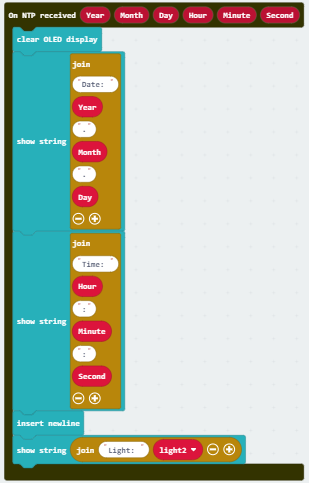 On NTP received Year Month Day Hour Minute Second
clear OLED display
join
"Date: "
Year
"."
show string
Month
"."
Day
join
"Time: "
Hour
":"
show string
Minute
":"
Second
insert newline
show string join "Light: " light2